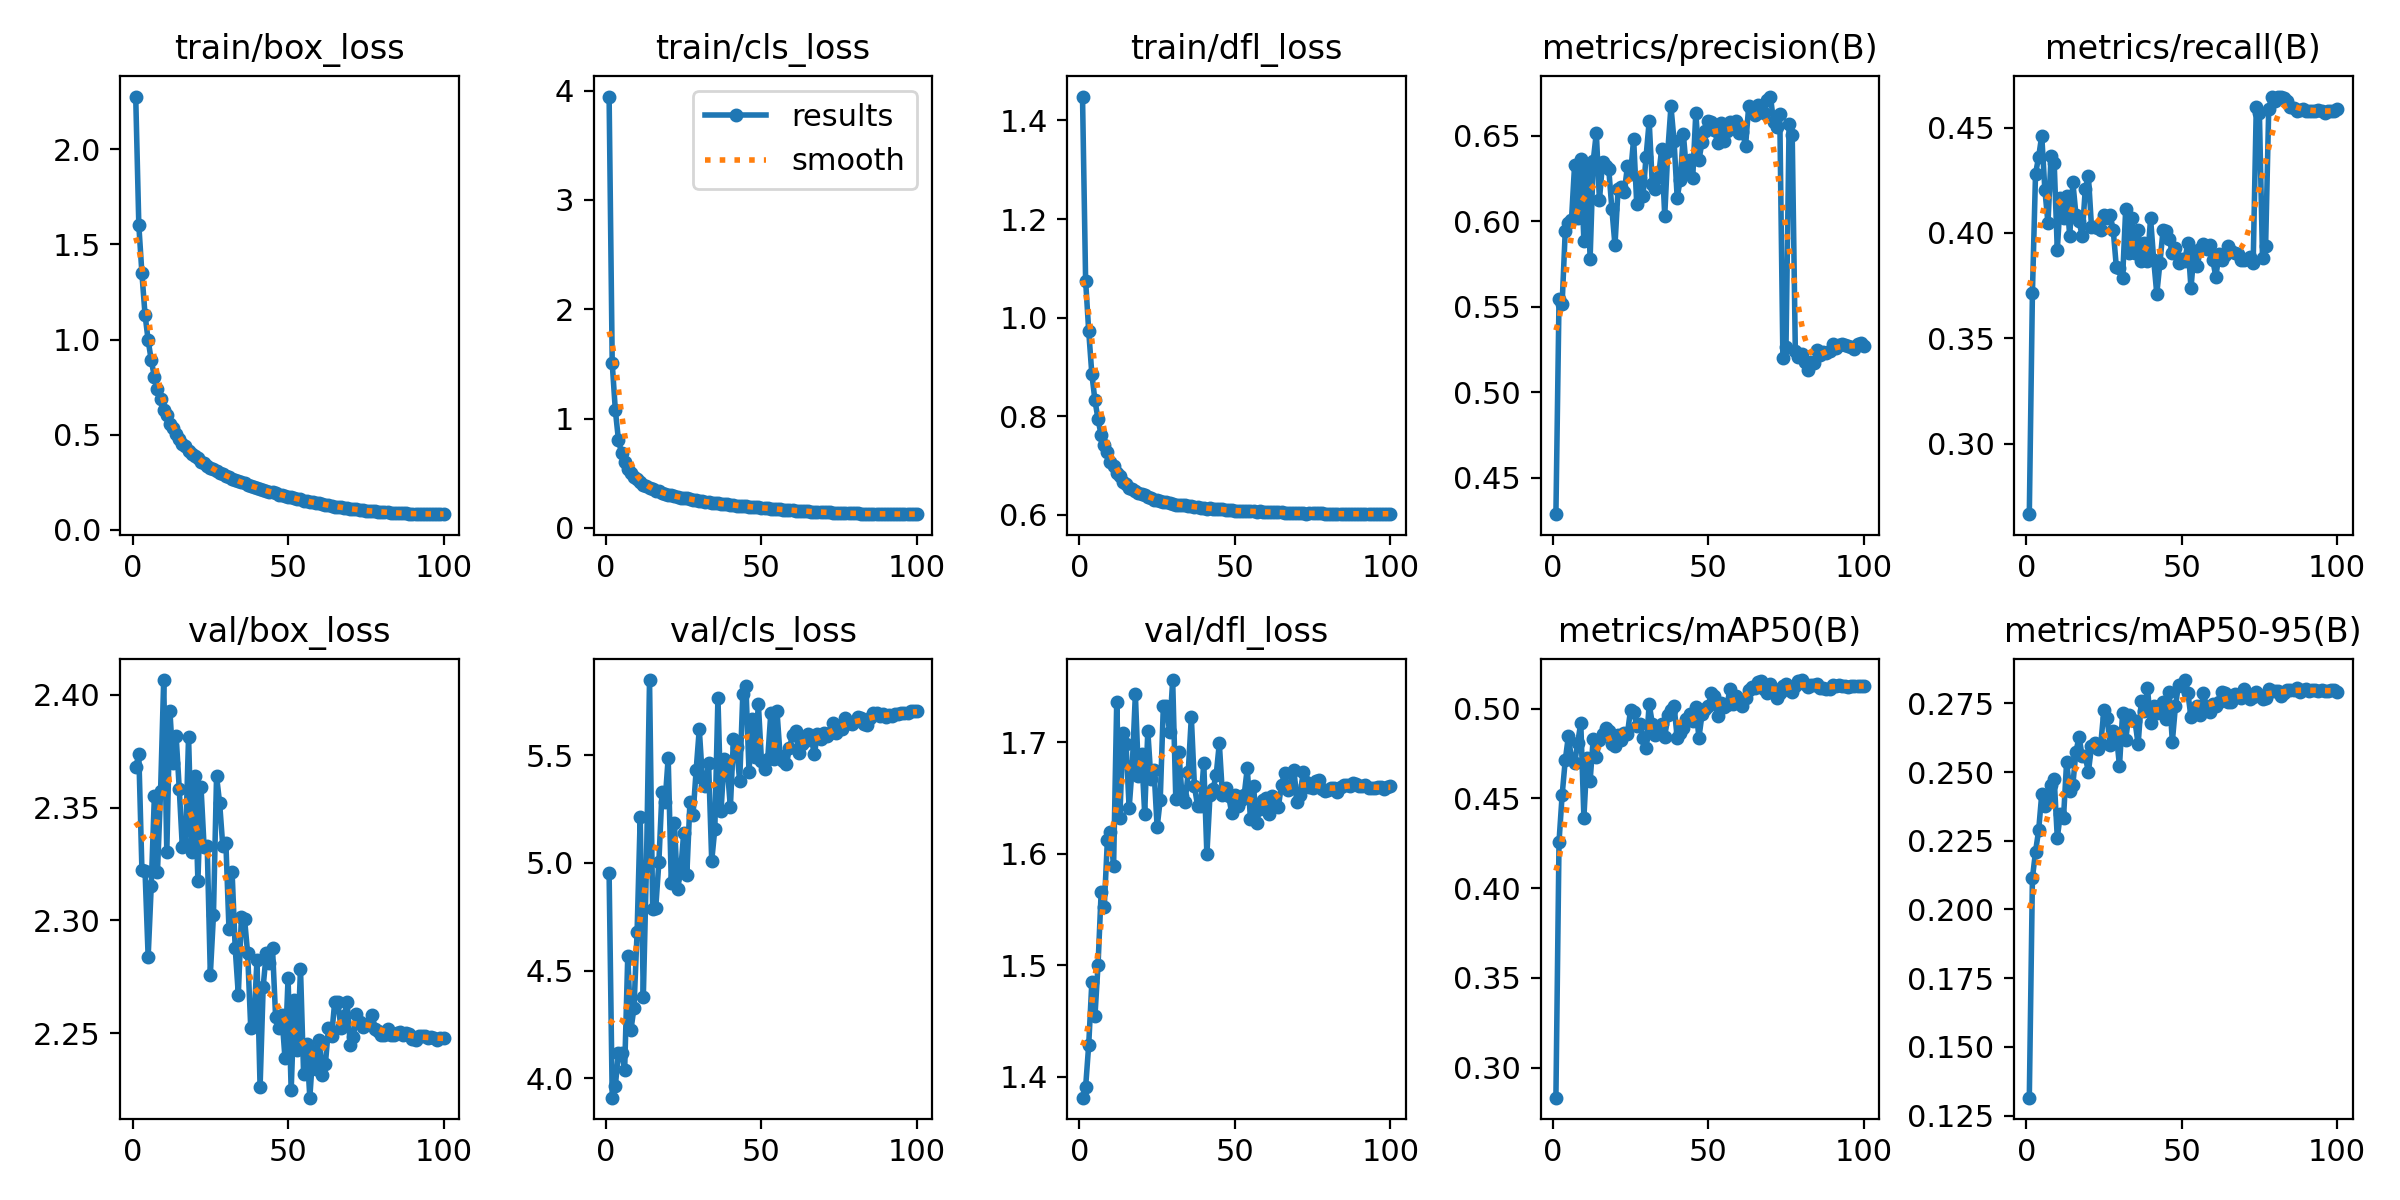 train/box_loss
2.0
1.5
1.0
0.5
0.0
0 50 100
train/cls_loss
results
smooth
4
3
2
1
0
0 50 100
train/dfl_loss
1.4
1.2
1.0
0.8
0.6
0 50 100
metrics/precision(B)
0.65
0.60
0.55
0.50
0.45
0 50 100
metrics/recall(B)
0.45
0.40
0.35
0.30
0 50 100
val/box_loss
2.40
2.35
2.30
2.25
0 50 100
val/cls_loss
5.5
5.0
4.5
4.0
0 50 100
val/dfl_loss
1.7
1.6
1.5
1.4
0 50 100
metrics/mAP50(B)
0.50
0.45
0.40
0.35
0.30
0 50 100
metrics/mAP50-95(B)
0.275
0.250
0.225
0.200
0.175
0.150
0.125
0 50 100